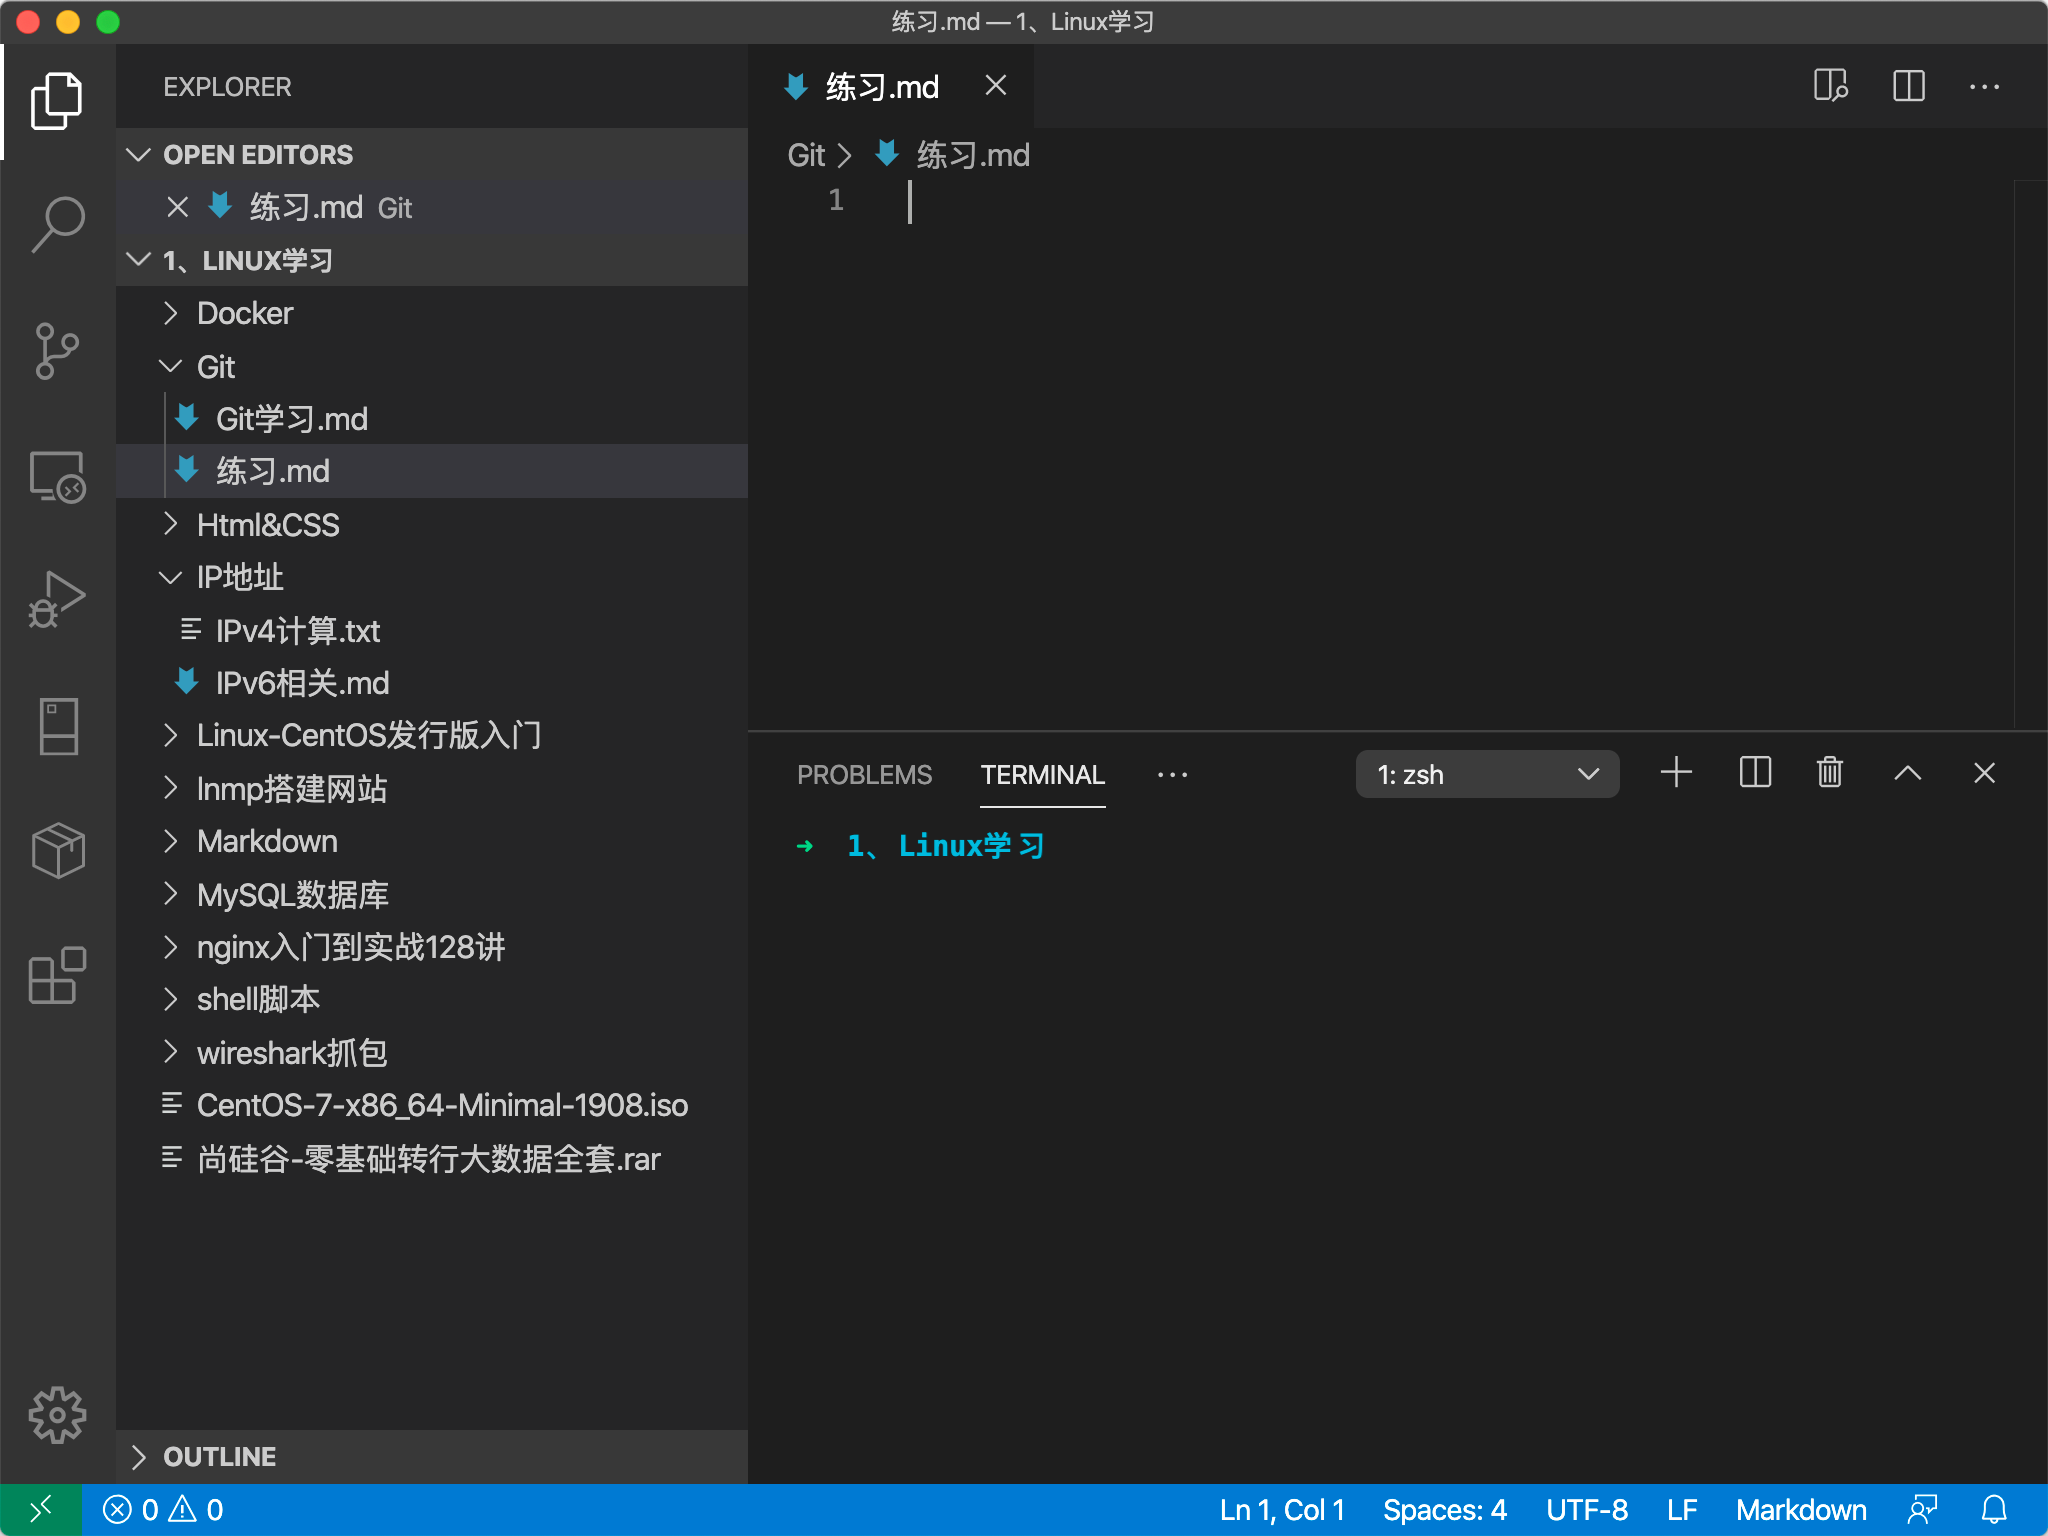 练习.md — 1、Linux学习
EXPLORER
OPEN EDITORS
练习.md Git
1、LINUX学习
Docker
Git
Git学习.md
练习.md
Html&CSS
IP地址
IPv4计算.txt
IPv6相关.md
Linux-CentOS发行版入门
lnmp搭建网站
Markdown
MySQL数据库
nginx入门到实战128讲
shell脚本
wireshark抓包
CentOS-7-x86_64-Minimal-1908.iso
尚硅谷-零基础转行大数据全套.rar
OUTLINE
练习.md
Git > 练习.md
1
PROBLEMS TERMINAL ··· 1: zsh
➜ 1、Linux学习
0 0 Ln 1, Col 1 Spaces: 4 UTF-8 LF Markdown